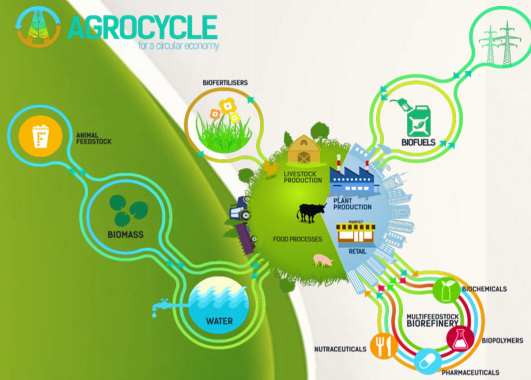 AGROCYCLE
for a circular economy
BIOFERTILISERS
BIOFUELS
ANIMAL
FEEDSTOCK
BIOMASS
WATER
LIVESTOCK
PRODUCTION
PLANT
PRODUCTION
FOOD PROCESSES
MARKET
RETAIL
BIOCHEMICALS
MULTIFEEDSTOCK
BIOREFINERY
BIOPOLYMERS
NUTRACEUTICALS
PHARMACEUTICALS